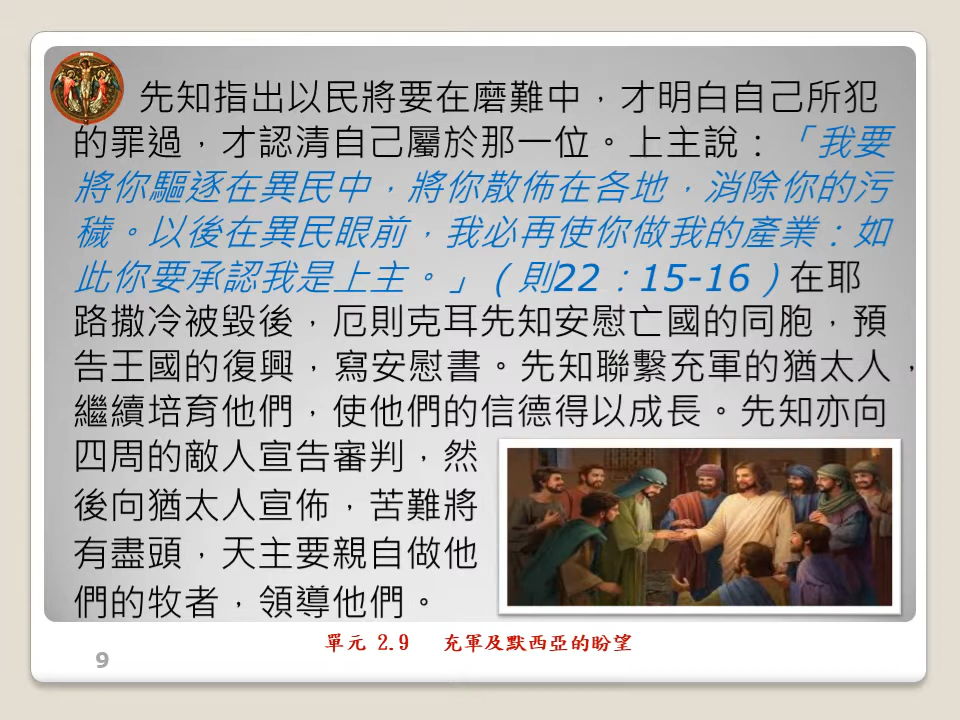 先知指出以民將要在磨難中，才明白自己所犯
的罪過，才認清自己屬於那一位。上主說：「我要
將你驅逐在異民中，將你散佈在各地，消除你的污
穢。以後在異民眼前，我必再使你做我的產業：如
此你要承認我是上主。」（則22：15-16）在耶
路撒冷被毀後，厄則克耳先知安慰亡國的同胞，預
告王國的復興，寫安慰書。先知聯繫充軍的猶太人，
繼續培育他們，使他們的信德得以成長。先知亦向
四周的敵人宣告審判，然
後向猶太人宣佈，苦難將
有盡頭，天主要親自做他
們的牧者，領導他們。
單元 2.9 充軍及默西亞的盼望
9